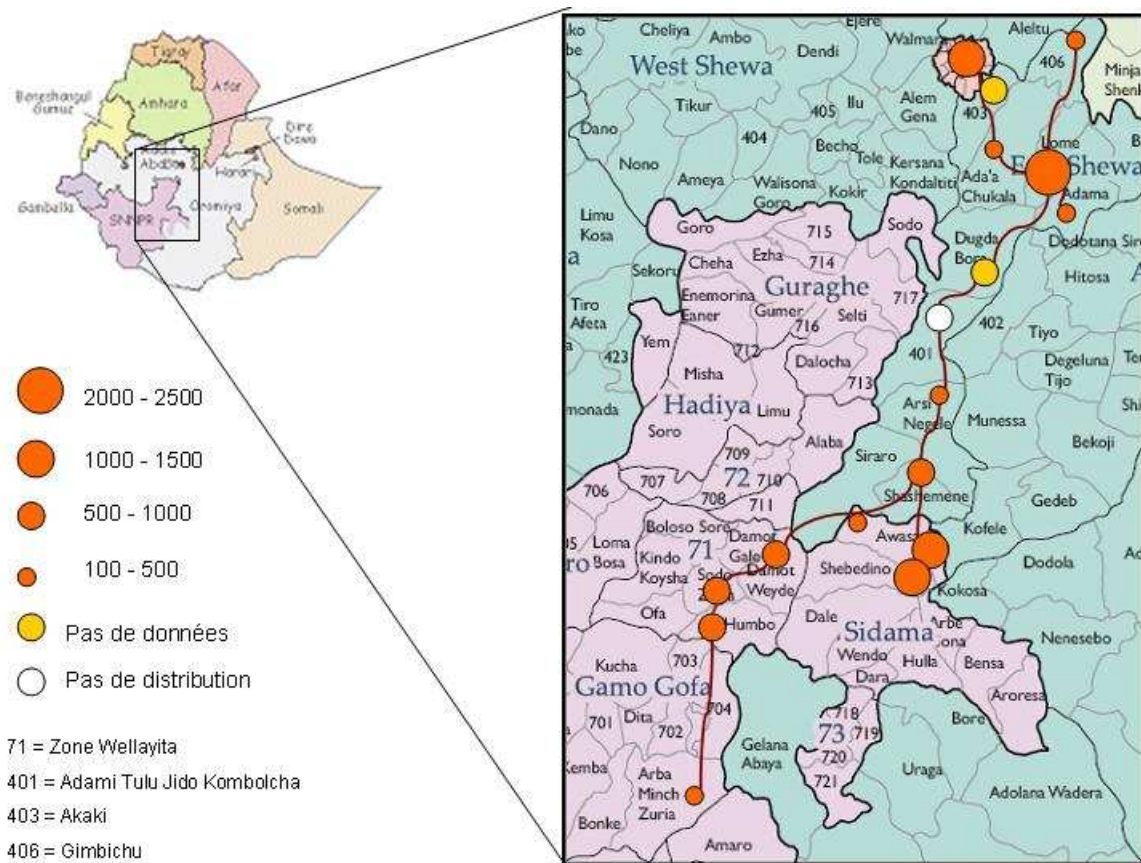 Tigray
Afar
Amhara
Beneshangul
Gumuz
Dire
Dawa
Harari
Gambella
SNNPR
Oromiya
Somali
2000 - 2500
1000 - 1500
500 - 1000
100 - 500
Pas de données
Pas de distribution
71 = Zone Wellayita
401 = Adami Tulu Jido Kombolcha
403 = Akaki
406 = Gimbichu
Cheliya
Ambo
Ejere
Walmara
Aleltu
West Shewa
Dendi
406
Minja
Shenk
Tikur
405
Ilu
Alem
Gena
403
Dano
404
Becho
Lome
Nono
Tole
Kersana
Kondaltiti
Ada'a
Chukala
Shewa
Ameya
Walisona
Goro
Kokir
Adama
Limu
Kosa
Goro
715
Sodo
Dugda
Bora
Dodotana Sire
Sekoru
Cheha
Ezha
714
Hitosa
Guraghe
Enemorina
Eaner
Gumer
717
Tiro
Afeta
Selti
716
402
Tiyo
423
Yem
712
Dalocha
401
Degeluna
Tijo
Misha
713
Hadiya
Limu
Arsi
Negele
Munessa
Soro
Alaba
Bekoji
Siraro
709
72
710
706
707
708
711
Shashemene
Gedeb
Boloso Sore
Awasa
Kofele
71
Damot
Gale
Loma
Bosa
Kindo
Koysha
Shebedino
Dodola
Sodo
Damot
Weyde
Kokosa
Ofa
Humbo
Dale
Sidama
Nenesebo
Kucha
703
Wendo
Hulla
Bensa
Gamo Gofa
Dara
Aroresa
701
Dita
702
704
718
73
719
Bore
720
Gelana
Abaya
721
Uraga
Arba
Minch
Zuria
Adolana Wadera
Bonke
Amaro